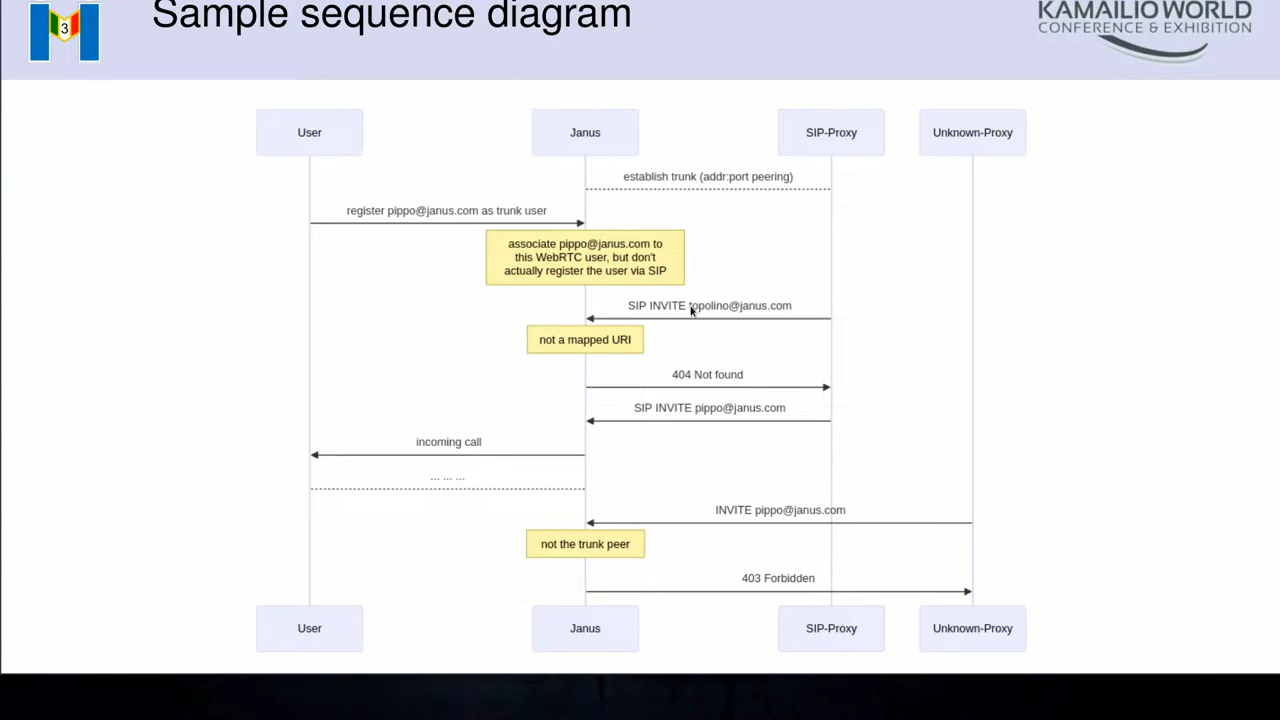 Sample sequence diagram
3
KAMAILIO WORLD
CONFERENCE & EXHIBITION
User
Janus
SIP-Proxy
Unknown-Proxy
establish trunk (addr:port peering)
register pippo@janus.com as trunk user
associate pippo@janus.com to
this WebRTC user, but don't
actually register the user via SIP
SIP INVITE topolino@janus.com
not a mapped URI
404 Not found
SIP INVITE pippo@janus.com
incoming call
... ... ...
INVITE pippo@janus.com
not the trunk peer
403 Forbidden
User
Janus
SIP-Proxy
Unknown-Proxy